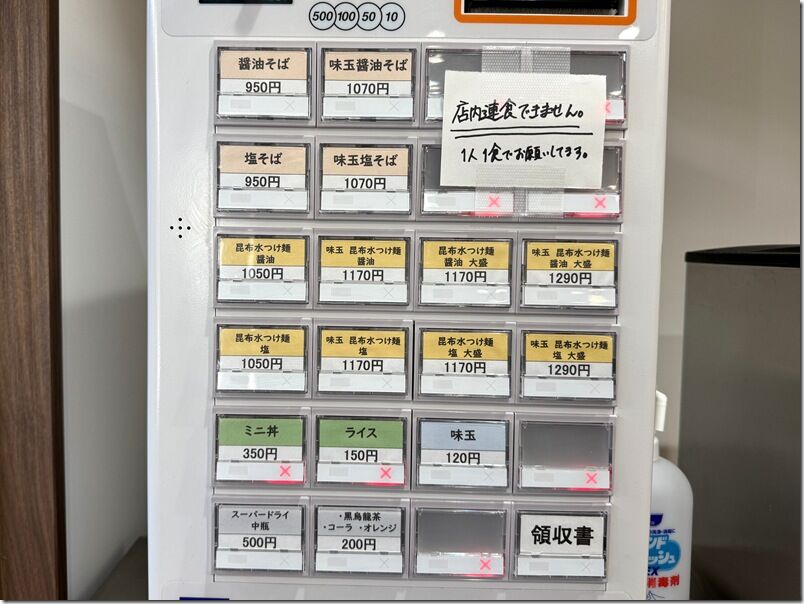 500 100 50 10
醤油そば
950円
味玉醤油そば
1070円
店内連食できません。
1人1食でお願いしてます。
塩そば
950円
味玉塩そば
1070円
昆布水つけ麺
醤油
1050円
味玉 昆布水つけ麺
醤油
1170円
昆布水つけ麺
醤油 大盛
1170円
味玉 昆布水つけ麺
醤油 大盛
1290円
昆布水つけ麺
塩
1050円
味玉 昆布水つけ麺
塩
1170円
昆布水つけ麺
塩 大盛
1170円
味玉 昆布水つけ麺
塩 大盛
1290円
ミニ丼
350円
ライス
150円
味玉
120円
スーパードライ
中瓶
500円
・黒烏龍茶
・コーラ ・オレンジ
200円
領収書